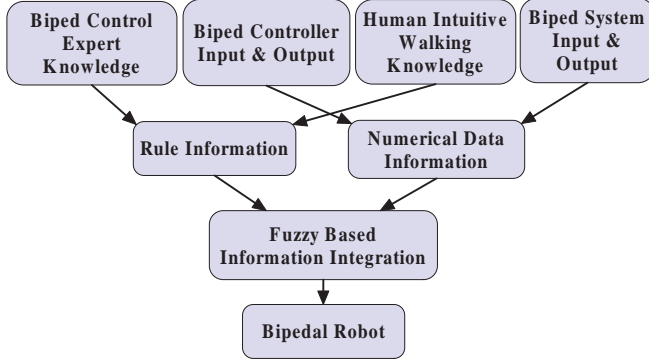 Biped Control
Expert
Knowledge
Biped Controller
Input & Output
Human Intuitive
Walking
Knowledge
Biped System
Input &
Output
Rule Information
Numerical Data
Information
Fuzzy Based
Information Integration
Bipedal Robot